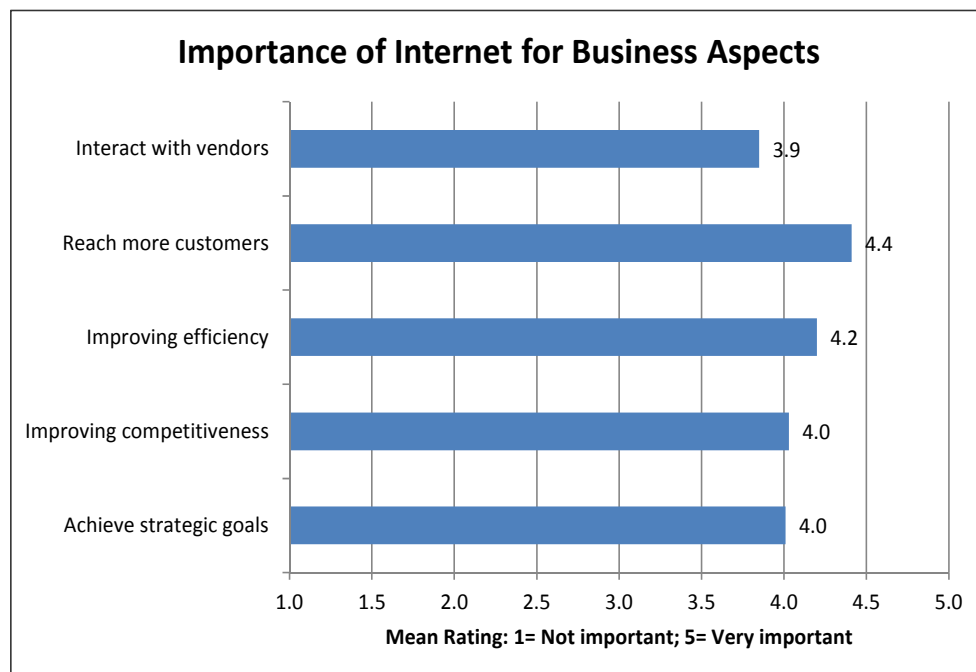 Importance of Internet for Business Aspects
Interact with vendors
3.9
Reach more customers
4.4
Improving efficiency
4.2
Improving competitiveness
4.0
Achieve strategic goals
4.0
1.0 1.5 2.0 2.5 3.0 3.5 4.0 4.5 5.0
Mean Rating: 1= Not important; 5= Very important